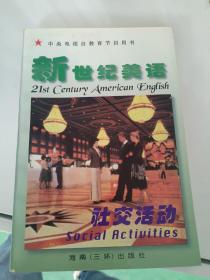 ★ 中央电视台教育节目用书
新世纪美语
21st Century American English
社交活动
Social Activities
海南(三环)出版社